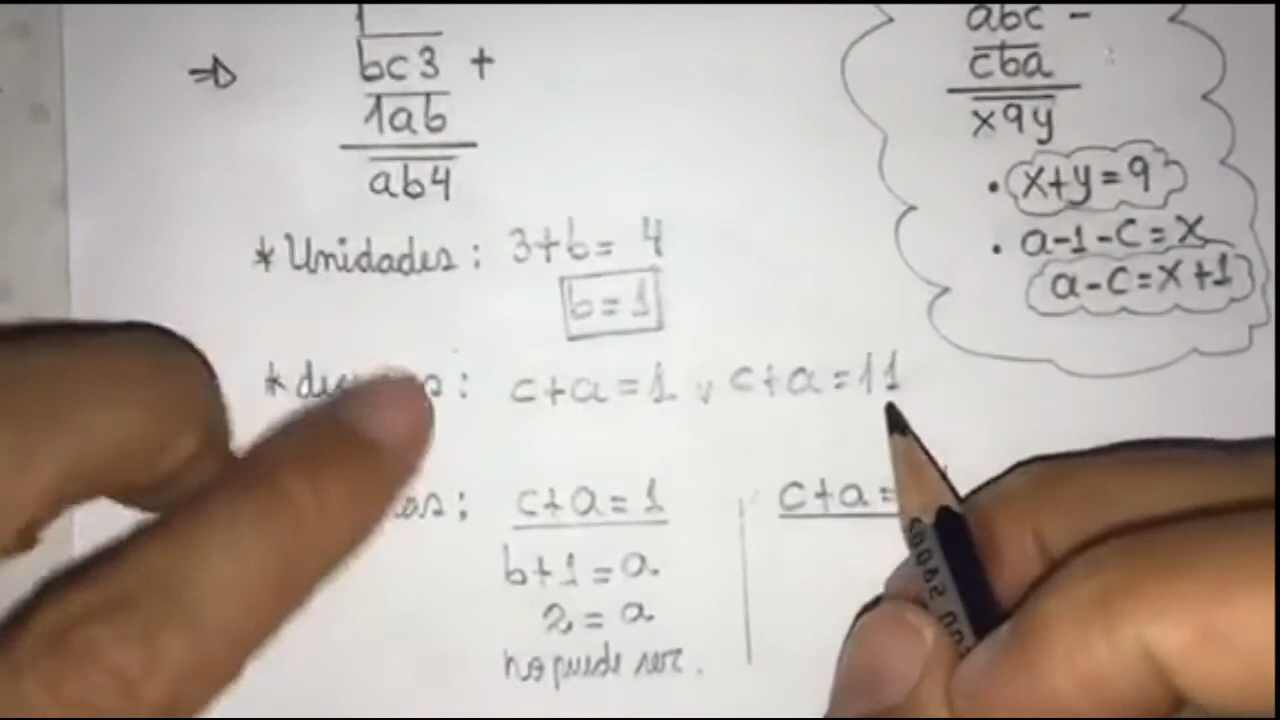 1
⇒ bc3 +
1ab
ab4
* Unidades: 3+b= 4
b=1
c+a=1 v c+a=11
c+a=1
b+1=a
2=a
no puede ser.
c+a=
abc -
cba
x9y
• x+y=9
• a-1-c=x
a-c=x+1